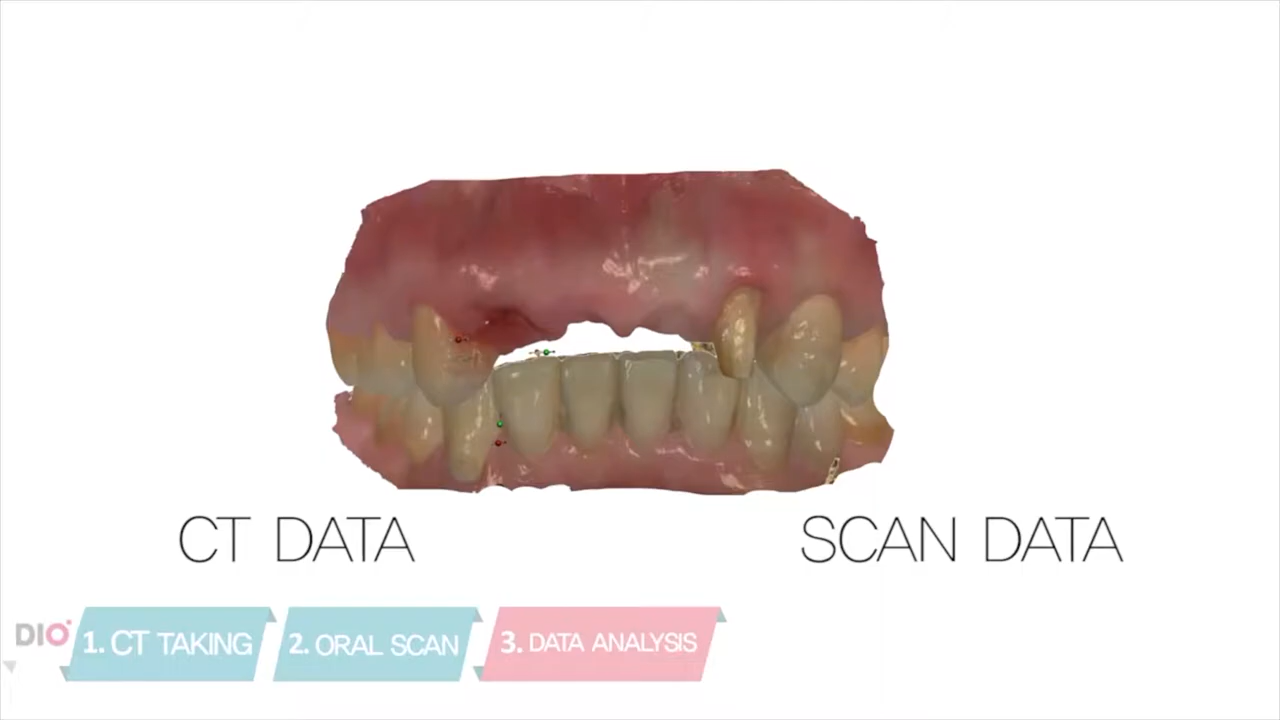 CT DATA
SCAN DATA
DIO
1. CT TAKING
2. ORAL SCAN
3. DATA ANALYSIS